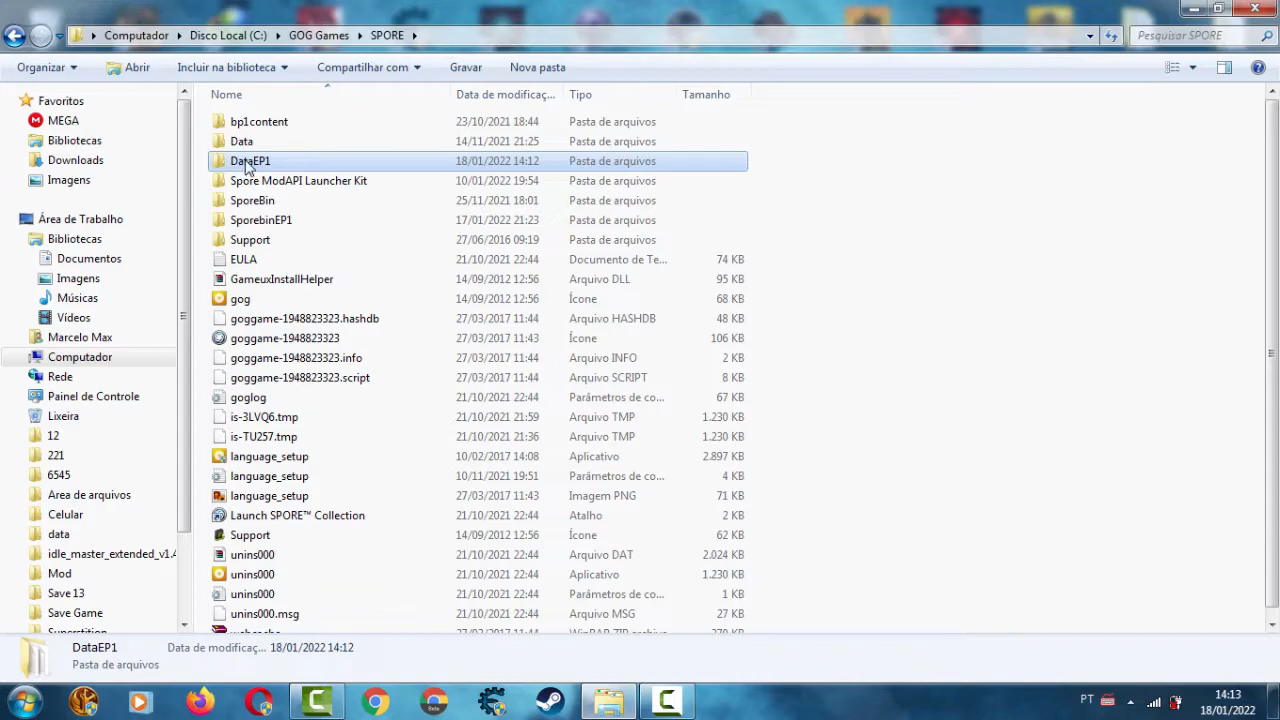 Computador Disco Local (C:) GOG Games SPORE Pesquisar SPORE
Organizar Abrir Incluir na biblioteca Compartilhar com Gravar Nova pasta
Nome Data de modificaç... Tipo Tamanho
Favoritos
MEGA
Bibliotecas
Downloads
Imagens
Área de Trabalho
Bibliotecas
Documentos
Imagens
Músicas
Vídeos
Marcelo Max
Computador
Rede
Painel de Controle
Lixeira
12
221
6545
Area de arquivos
Celular
data
idle_master_extended_v1.4
Mod
Save 13
Save Game
Superstition
bp1content 23/10/2021 18:44 Pasta de arquivos
Data 14/11/2021 21:25 Pasta de arquivos
DataEP1 18/01/2022 14:12 Pasta de arquivos
Spore ModAPI Launcher Kit 10/01/2022 19:54 Pasta de arquivos
SporeBin 25/11/2021 18:01 Pasta de arquivos
SporebinEP1 17/01/2022 21:23 Pasta de arquivos
Support 27/06/2016 09:19 Pasta de arquivos
EULA 21/10/2021 22:44 Documento de Te... 74 KB
GameuxInstallHelper 14/09/2012 12:56 Arquivo DLL 95 KB
gog 14/09/2012 12:56 Ícone 68 KB
goggame-1948823323.hashdb 27/03/2017 11:44 Arquivo HASHDB 48 KB
goggame-1948823323 27/03/2017 11:43 Ícone 106 KB
goggame-1948823323.info 27/03/2017 11:44 Arquivo INFO 2 KB
goggame-1948823323.script 27/03/2017 11:44 Arquivo SCRIPT 8 KB
goglog 21/10/2021 22:44 Parâmetros de co... 67 KB
is-3LVQ6.tmp 21/10/2021 21:59 Arquivo TMP 1.230 KB
is-TU257.tmp 21/10/2021 21:36 Arquivo TMP 1.230 KB
language_setup 10/02/2017 14:08 Aplicativo 2.897 KB
language_setup 10/11/2021 19:51 Parâmetros de co... 4 KB
language_setup 27/03/2017 11:43 Imagem PNG 71 KB
Launch SPORE™ Collection 21/10/2021 22:44 Atalho 2 KB
Support 14/09/2012 12:56 Ícone 62 KB
unins000 21/10/2021 22:44 Arquivo DAT 2.024 KB
unins000 21/10/2021 22:44 Aplicativo 1.230 KB
unins000 21/10/2021 22:44 Parâmetros de co... 1 KB
unins000.msg 21/10/2021 22:44 Arquivo MSG 27 KB
DataEP1 Data de modificaç... 18/01/2022 14:12
Pasta de arquivos
PT 14:13
18/01/2022